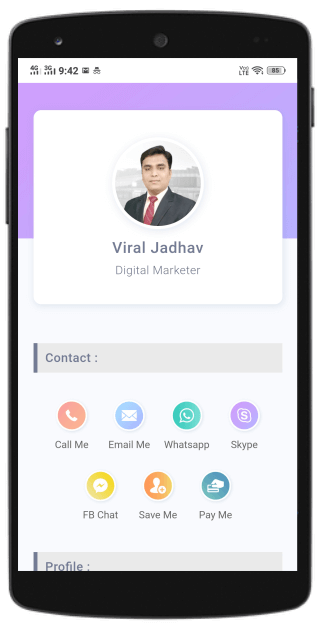 4G 3G 9:42 Vo) LTE 85
Viral Jadhav
Digital Marketer
Contact :
Call Me Email Me Whatsapp Skype
FB Chat Save Me Pay Me
Profile :